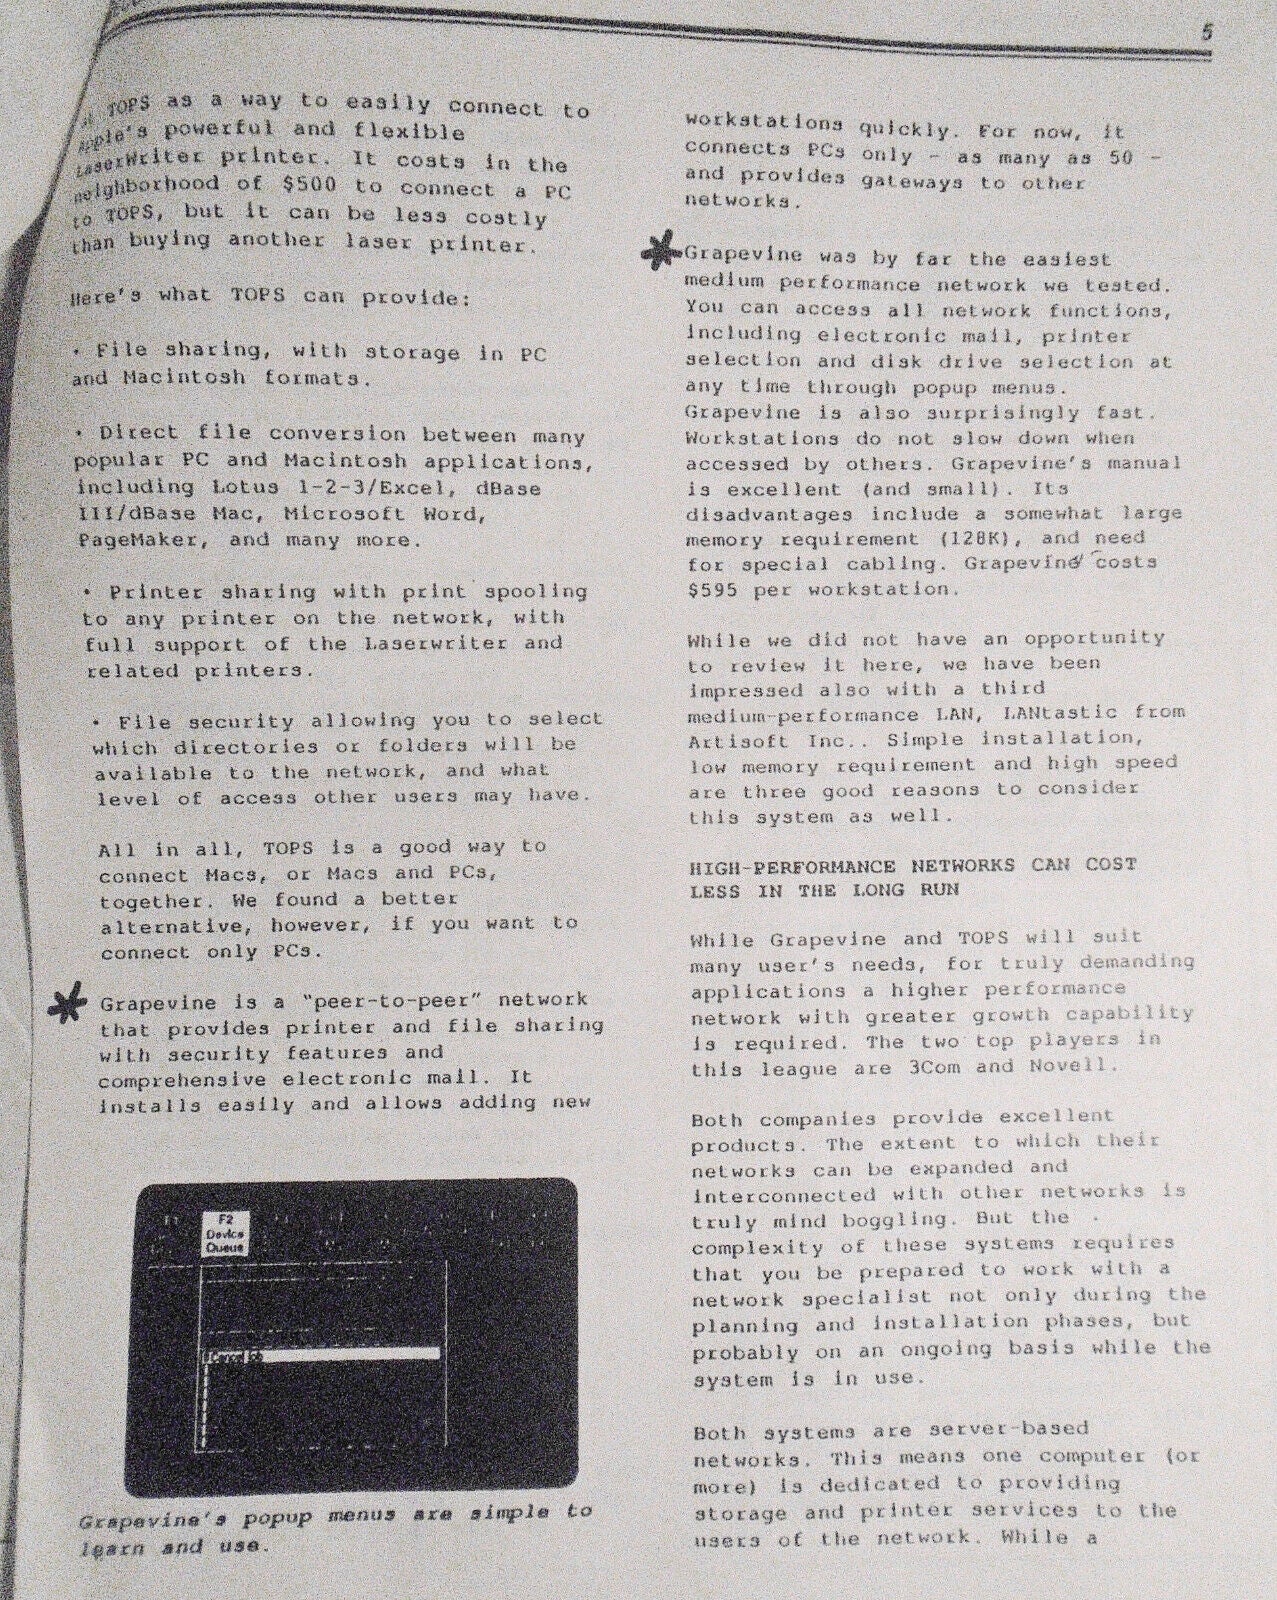 5
TOPS as a way to easily connect to
Apple's powerful and flexible
LaserWriter printer. It costs in the
neighborhood of $500 to connect a PC
to TOPS, but it can be less costly
than buying another laser printer.
Here's what TOPS can provide:
• File sharing, with storage in PC
and Macintosh formats.
• Direct file conversion between many
popular PC and Macintosh applications,
including Lotus 1-2-3/Excel, dBase
III/dBase Mac, Microsoft Word,
PageMaker, and many more.
• Printer sharing with print spooling
to any printer on the network, with
full support of the Laserwriter and
related printers.
• File security allowing you to select
which directories or folders will be
available to the network, and what
level of access other users may have.
All in all, TOPS is a good way to
connect Macs, or Macs and PCs,
together. We found a better
alternative, however, if you want to
connect only PCs.
* Grapevine is a "peer-to-peer" network
that provides printer and file sharing
with security features and
comprehensive electronic mail. It
installs easily and allows adding new
F2
Device
Queue
Cancel job
Grapevine's popup menus are simple to
learn and use.
workstations quickly. For now, it
connects PCs only - as many as 50 -
and provides gateways to other
networks.
* Grapevine was by far the easiest
medium performance network we tested.
You can access all network functions,
including electronic mail, printer
selection and disk drive selection at
any time through popup menus.
Grapevine is also surprisingly fast.
Workstations do not slow down when
accessed by others. Grapevine's manual
is excellent (and small). Its
disadvantages include a somewhat large
memory requirement (128K), and need
for special cabling. Grapevine costs
$595 per workstation.
While we did not have an opportunity
to review it here, we have been
impressed also with a third
medium-performance LAN, LANtastic from
Artisoft Inc.. Simple installation,
low memory requirement and high speed
are three good reasons to consider
this system as well.
HIGH-PERFORMANCE NETWORKS CAN COST
LESS IN THE LONG RUN
While Grapevine and TOPS will suit
many user's needs, for truly demanding
applications a higher performance
network with greater growth capability
is required. The two top players in
this league are 3Com and Novell.
Both companies provide excellent
products. The extent to which their
networks can be expanded and
interconnected with other networks is
truly mind boggling. But the
complexity of these systems requires
that you be prepared to work with a
network specialist not only during the
planning and installation phases, but
probably on an ongoing basis while the
system is in use.
Both systems are server-based
networks. This means one computer (or
more) is dedicated to providing
storage and printer services to the
users of the network. While a